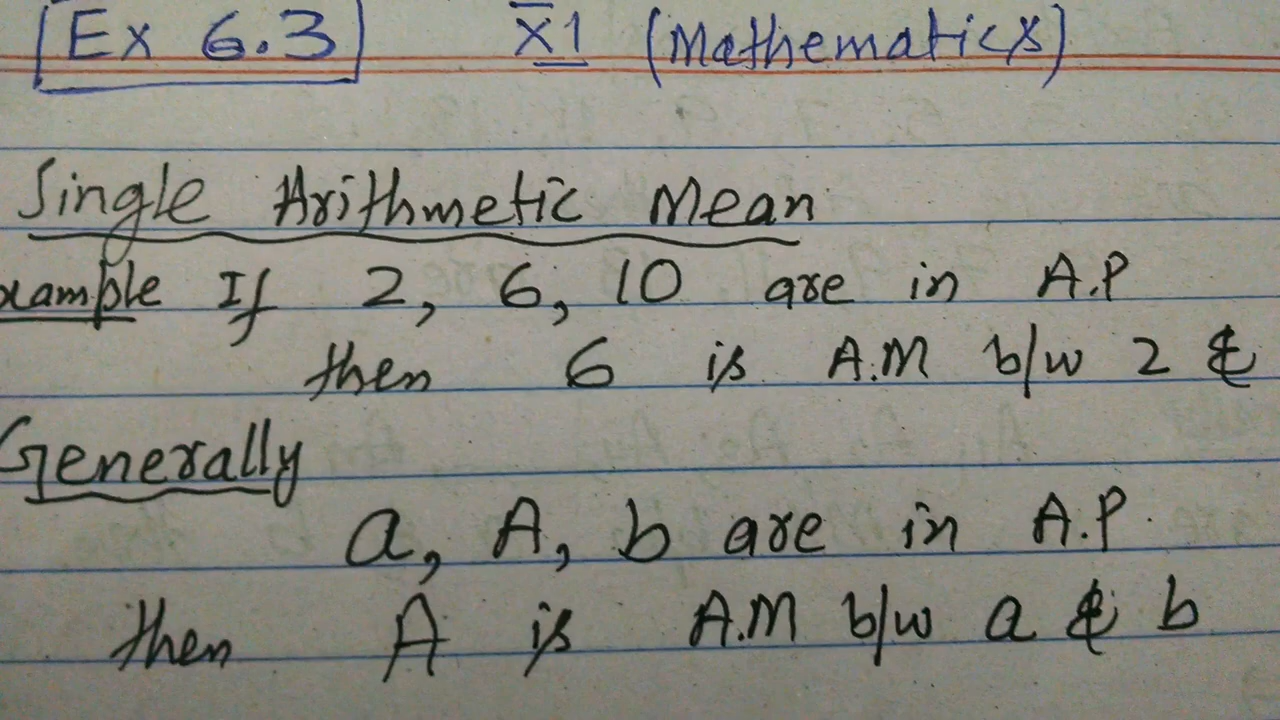 Ex 6.3 XI (Mathematics)
Single Arithmetic Mean
xample If 2, 6, 10 are in A.P
then 6 is A.M b/w 2 &
Generally
a, A, b are in A.P.
then A is A.M b/w a & b